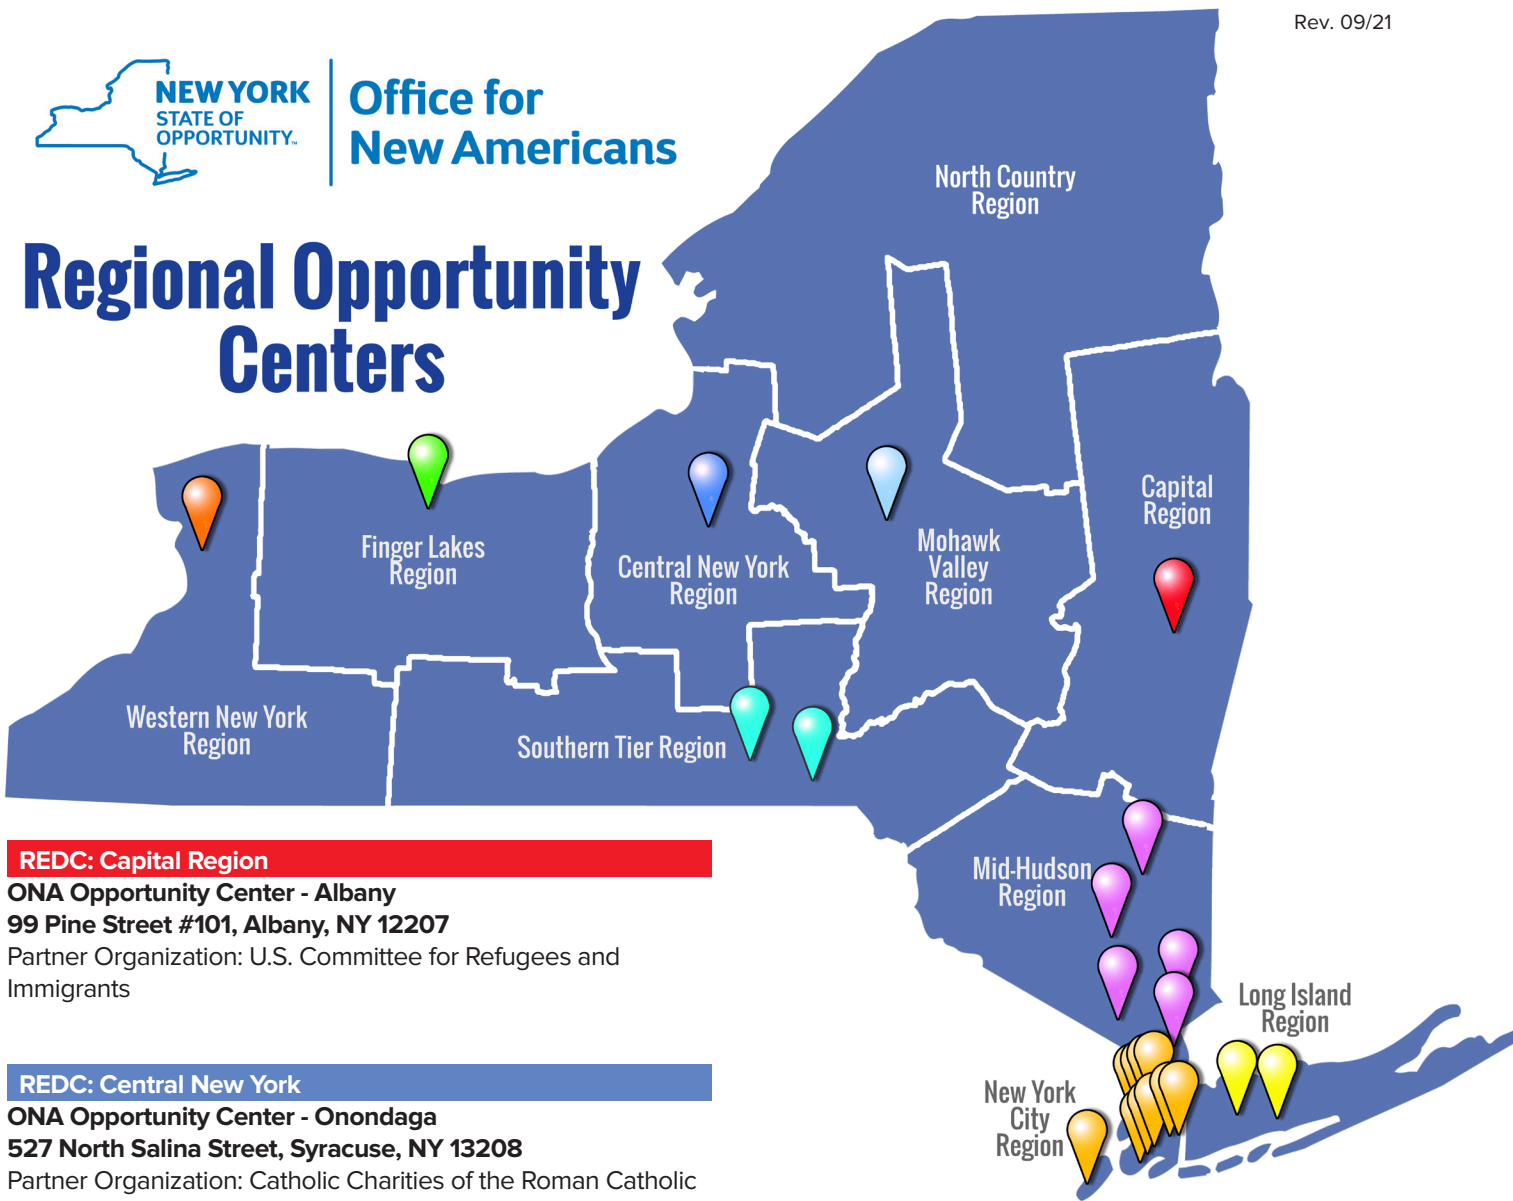 Rev. 09/21
NEW YORK
STATE OF
OPPORTUNITY™
Office for
New Americans
Regional Opportunity
Centers
North Country
Region
Capital
Region
Finger Lakes
Region
Central New York
Region
Mohawk
Valley
Region
Western New York
Region
Southern Tier Region
Mid-Hudson
Region
Long Island
Region
New York
City
Region
REDC: Capital Region
ONA Opportunity Center - Albany
99 Pine Street #101, Albany, NY 12207
Partner Organization: U.S. Committee for Refugees and
Immigrants
REDC: Central New York
ONA Opportunity Center - Onondaga
527 North Salina Street, Syracuse, NY 13208
Partner Organization: Catholic Charities of the Roman Catholic